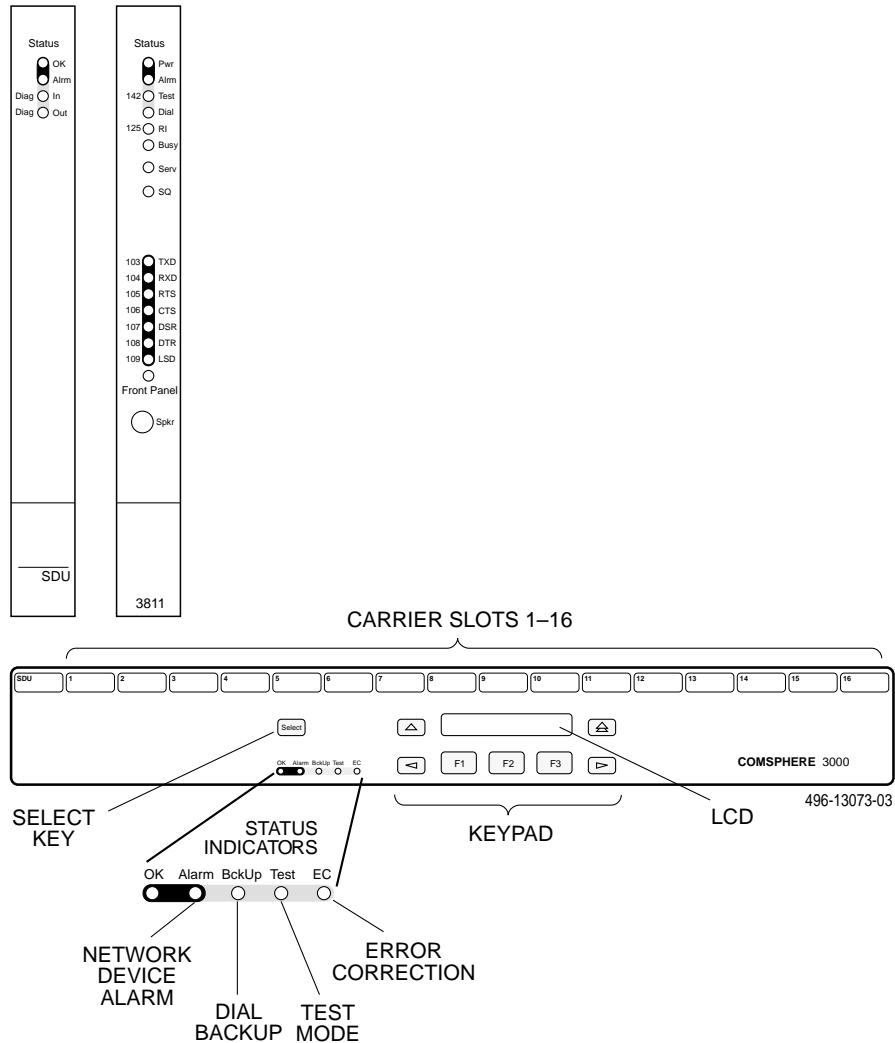 Status
OK
Alrm
Diag In
Diag Out
SDU
Status
Pwr
Alrm
142 Test
Dial
125 RI
Busy
Serv
SQ
103 TXD
104 RXD
105 RTS
106 CTS
107 DSR
108 DTR
109 LSD
Front Panel
Spkr
3811
CARRIER SLOTS 1–16
SDU 1 2 3 4 5 6 7 8 9 10 11 12 13 14 15 16
Select
OK Alarm BckUp Test EC
F1 F2 F3
COMSPHERE 3000
496-13073-03
SELECT
KEY
STATUS
INDICATORS
KEYPAD
LCD
OK Alarm BckUp Test EC
NETWORK
DEVICE
ALARM
DIAL
BACKUP
TEST
MODE
ERROR
CORRECTION